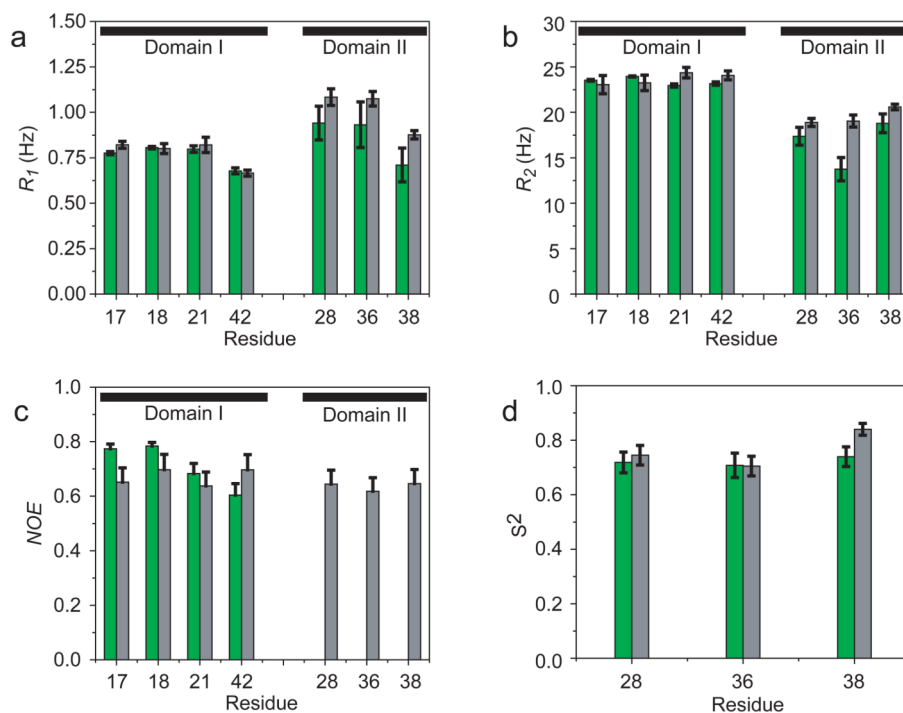 a
Domain I Domain II
R1 (Hz)
1.50
1.25
1.00
0.75
0.50
0.25
0.00
17 18 21 42 28 36 38
Residue
b
Domain I Domain II
R2 (Hz)
30
25
20
15
10
5
0
17 18 21 42 28 36 38
Residue
c
Domain I Domain II
NOE
1.0
0.8
0.6
0.4
0.2
0.0
17 18 21 42 28 36 38
Residue
d
S2
1.0
0.8
0.6
0.4
0.2
0.0
28 36 38
Residue